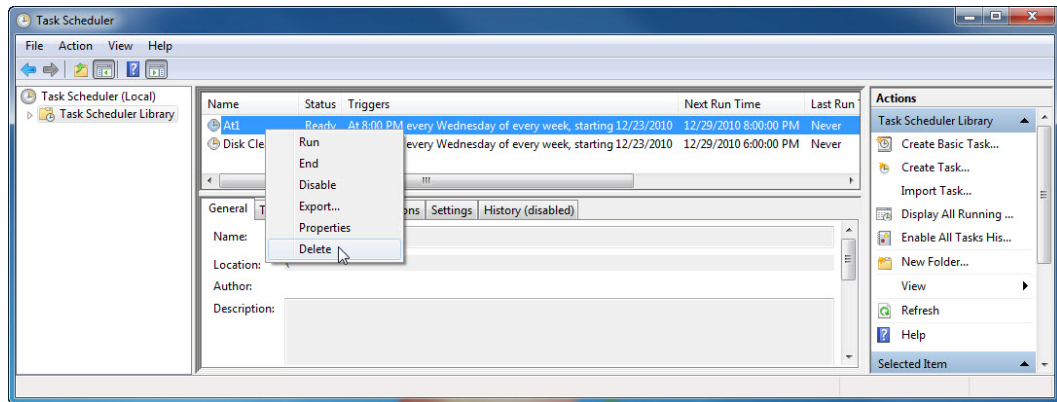 Task Scheduler
File Action View Help
Task Scheduler (Local)
Task Scheduler Library
Name Status Triggers Next Run Time Last Run
At1 Ready At 8:00 PM every Wednesday of every week, starting 12/23/2010 12/29/2010 8:00:00 PM Never
Disk Cle every Wednesday of every week, starting 12/23/2010 12/29/2010 6:00:00 PM Never
Run
End
Disable
Export...
Properties
Delete
General T ons Settings History (disabled)
Name:
Location: \
Author:
Description:
Actions
Task Scheduler Library
Create Basic Task...
Create Task...
Import Task...
Display All Running ...
Enable All Tasks His...
New Folder...
View
Refresh
Help
Selected Item